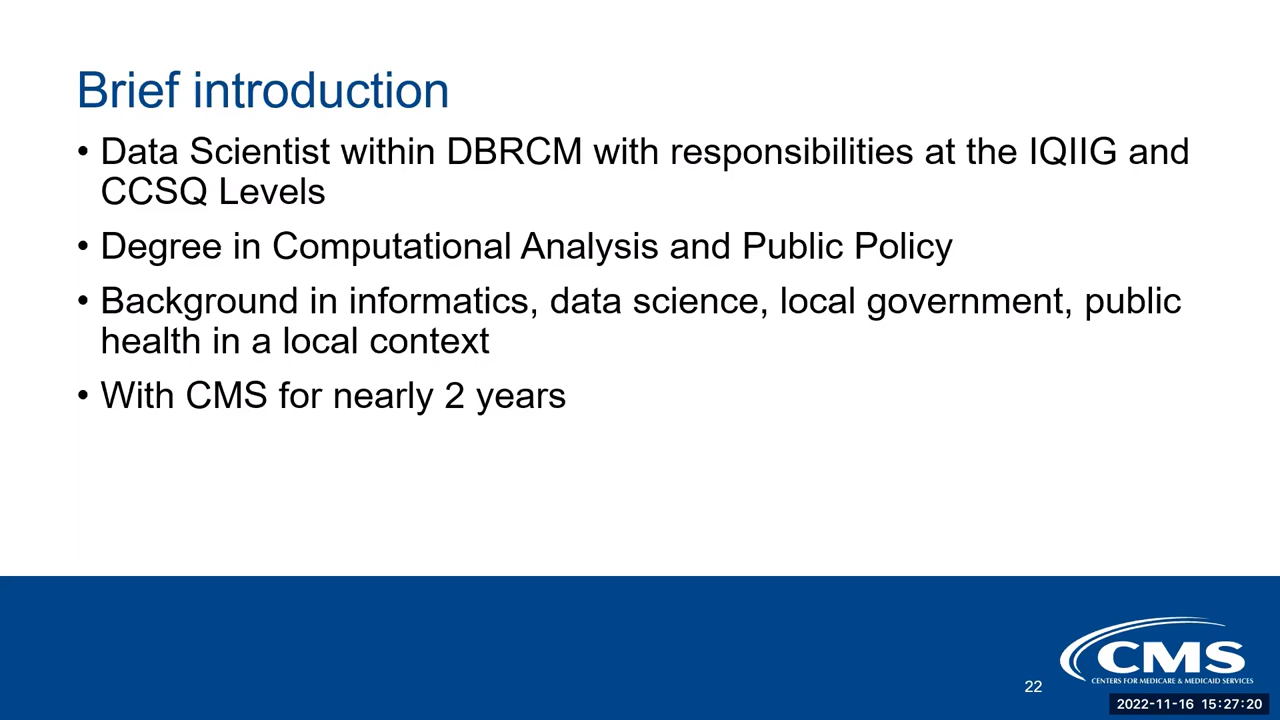 Brief introduction
• Data Scientist within DBRCM with responsibilities at the IQIIG and
CCSQ Levels
• Degree in Computational Analysis and Public Policy
• Background in informatics, data science, local government, public
health in a local context
• With CMS for nearly 2 years
CMS
CENTERS FOR MEDICARE & MEDICAID SERVICES
22
2022-11-16 15:27:20